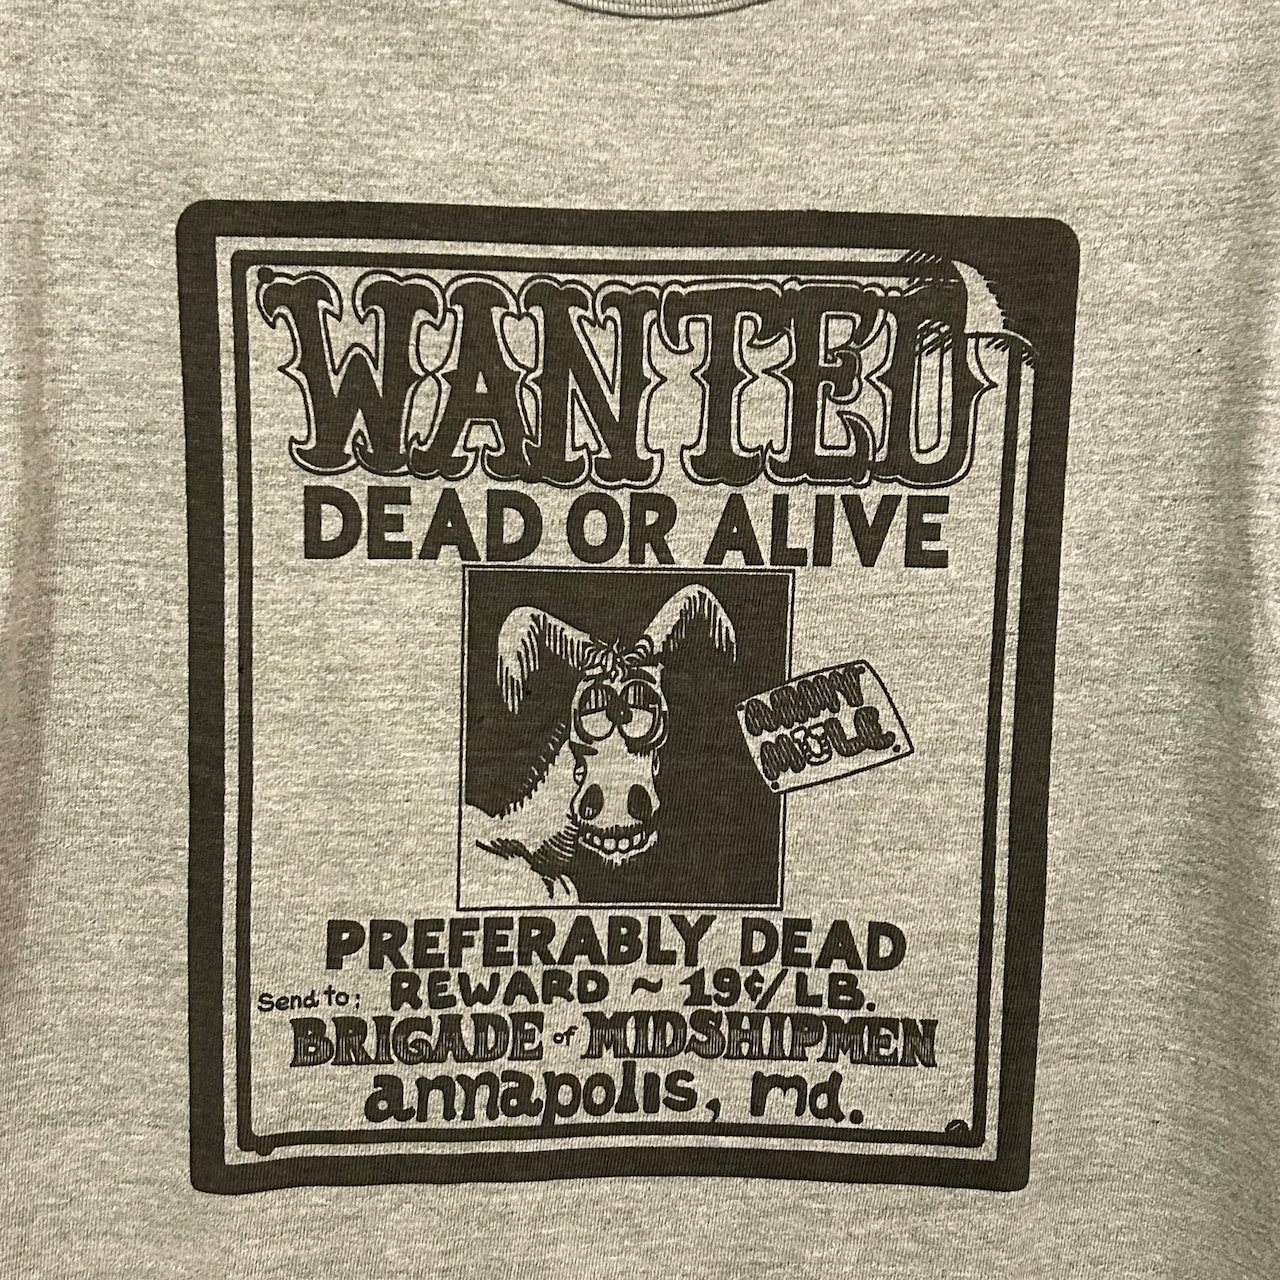 WANTED
DEAD OR ALIVE
ARMY
MULE
PREFERABLY DEAD
REWARD ~ 19¢/LB.
Send to:
BRIGADE of MIDSHIPMEN
annapolis, md.